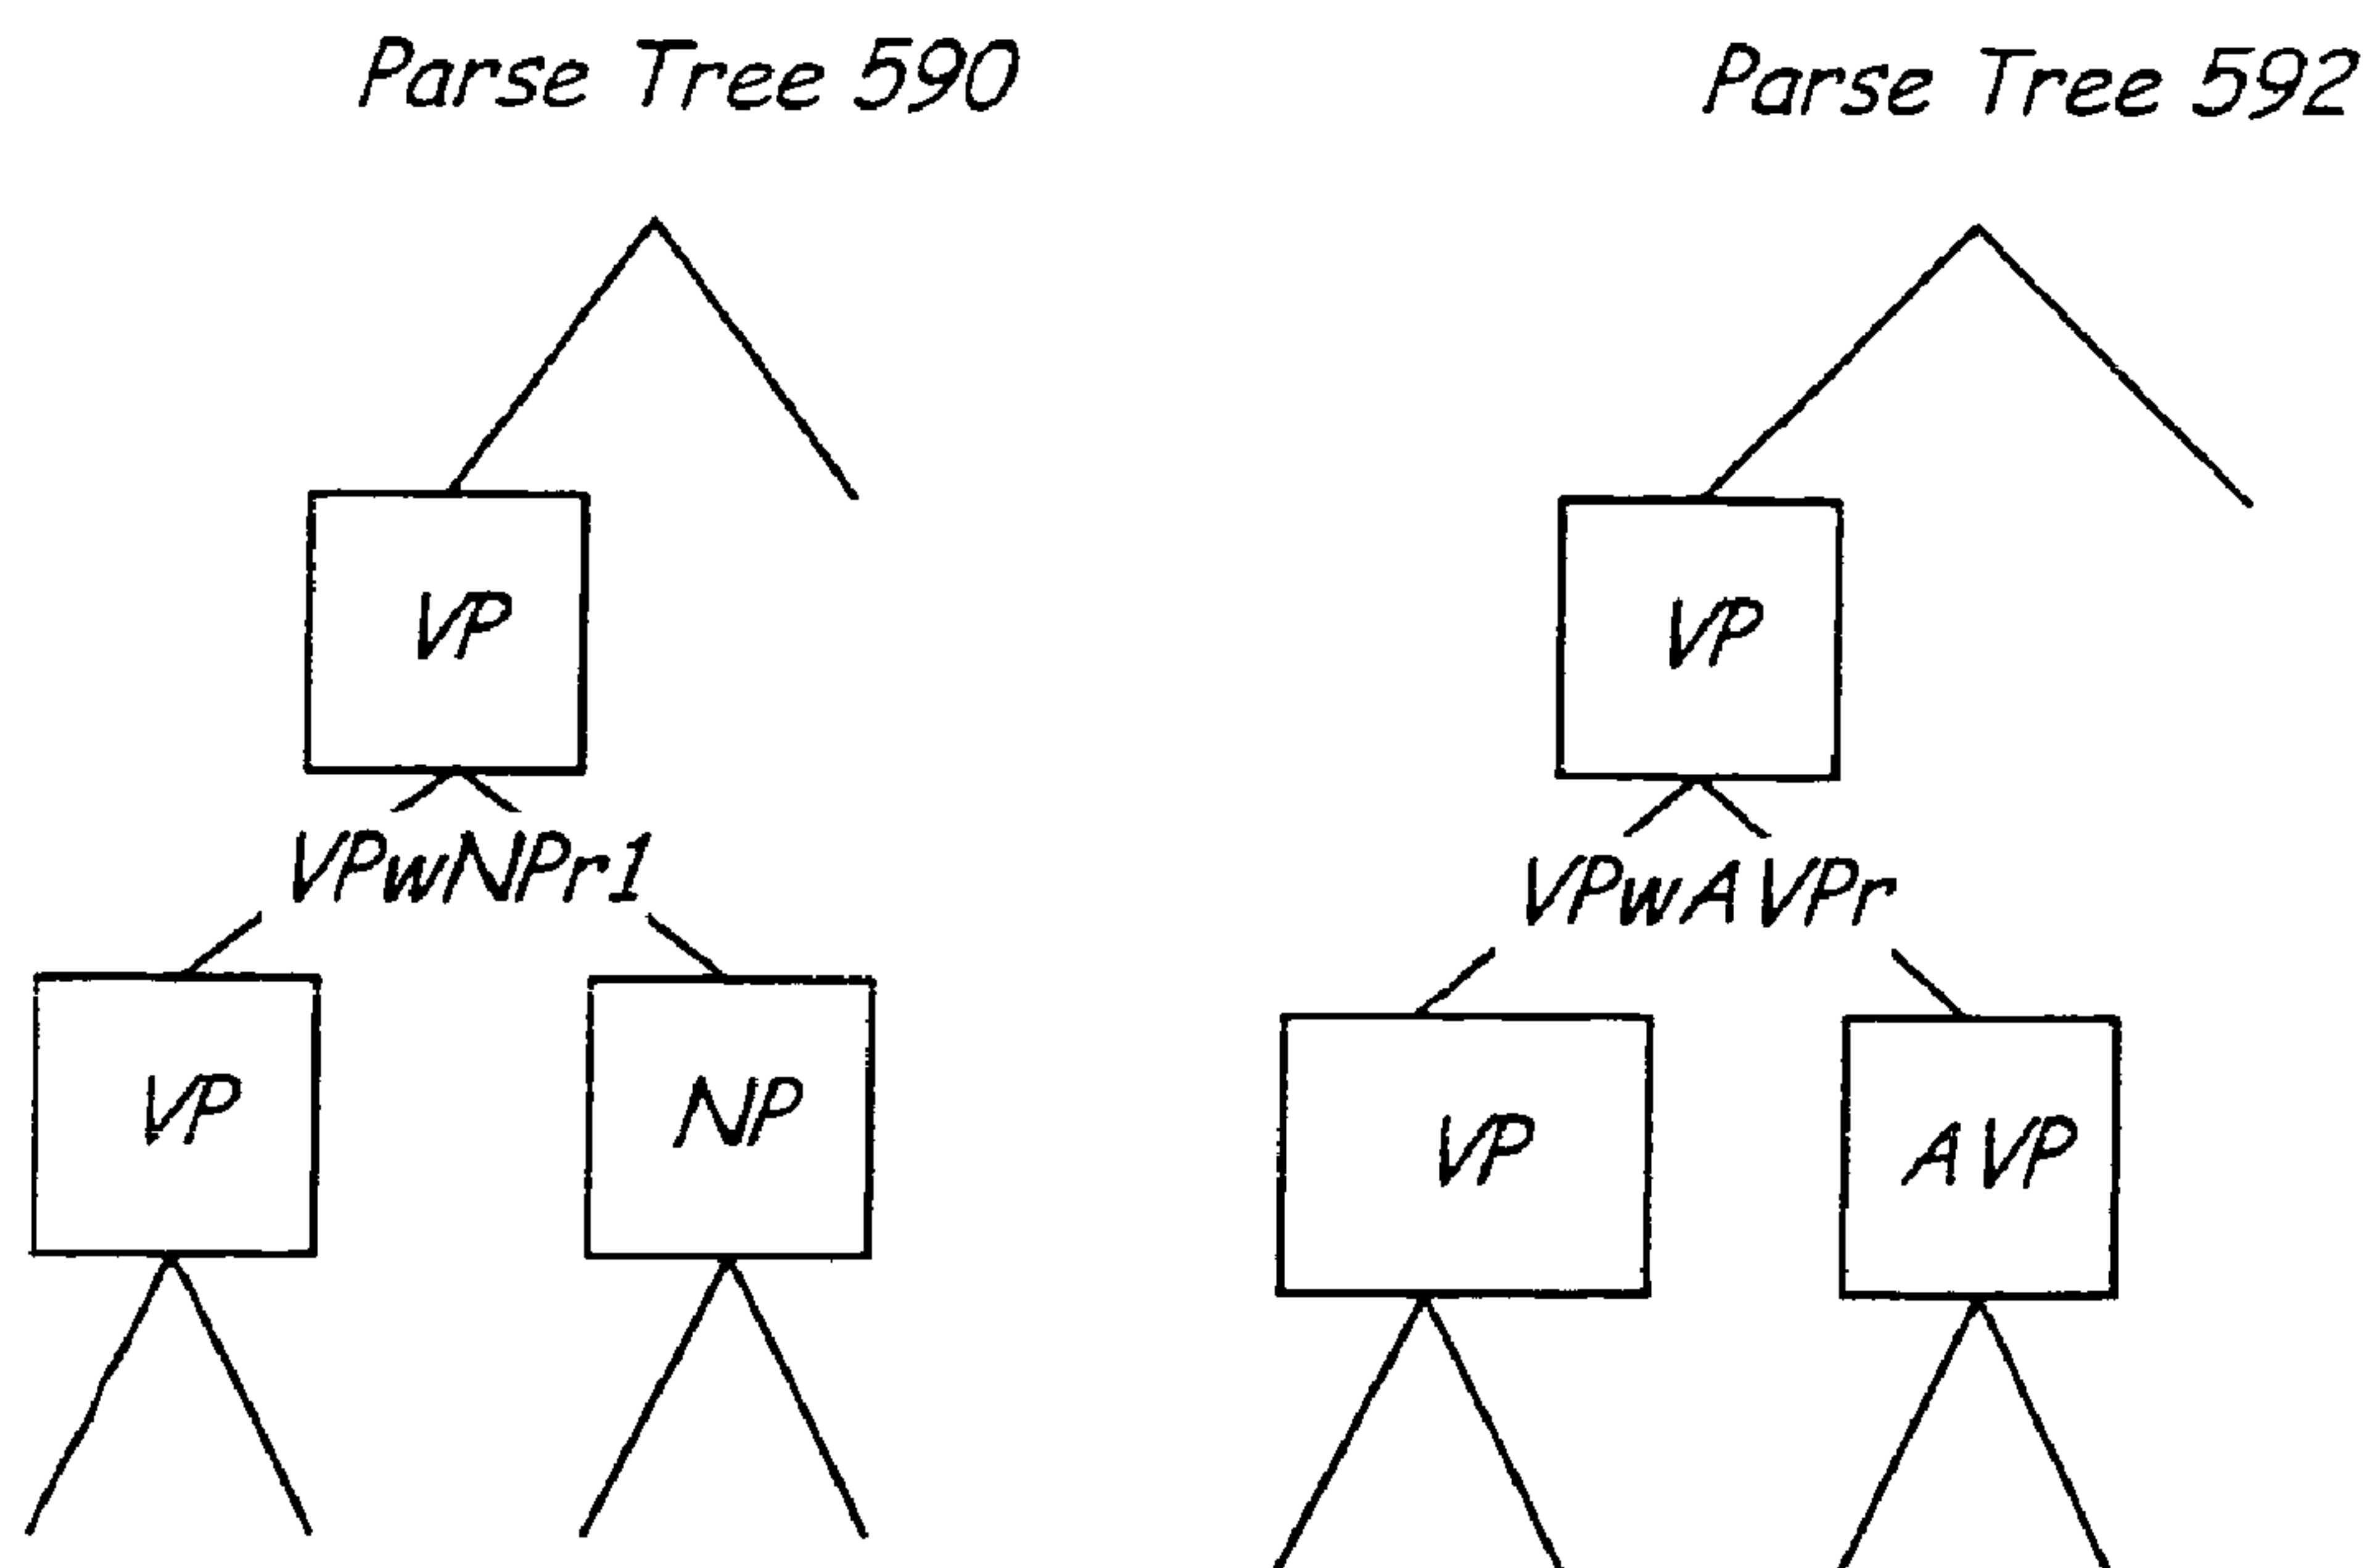 Parse Tree 590
Parse Tree 592
VP
VP
VPwNPr1
VPwAVPr
VP
NP
VP
AVP